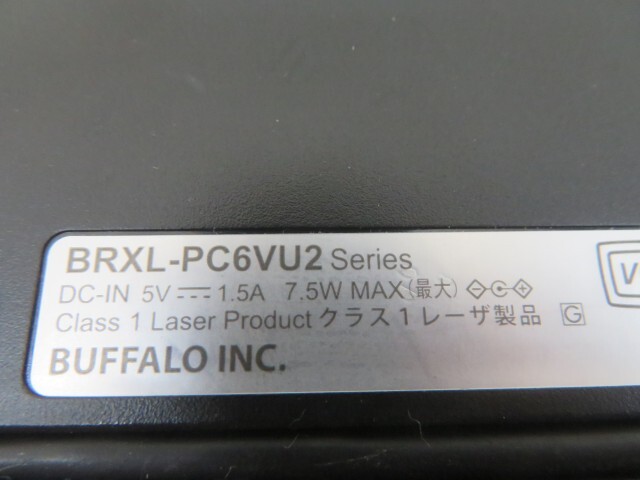 BRXL-PC6VU2 Series
DC-IN 5V⎓1.5A 7.5W MAX(最大)
Class 1 Laser Product クラス1レーザ製品 G
BUFFALO INC.
V